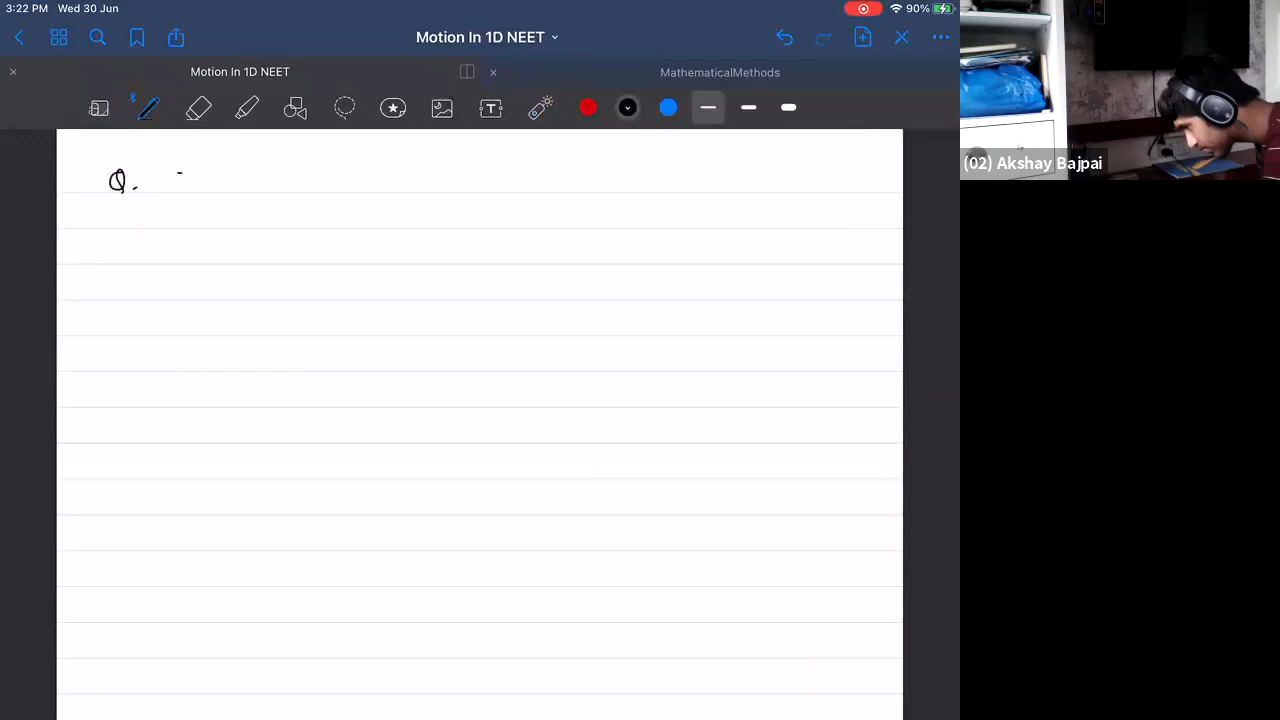 3:22 PM Wed 30 Jun 90%
Motion In 1D NEET
Motion In 1D NEET MathematicalMethods
T
(02) Akshay Bajpai
Q.